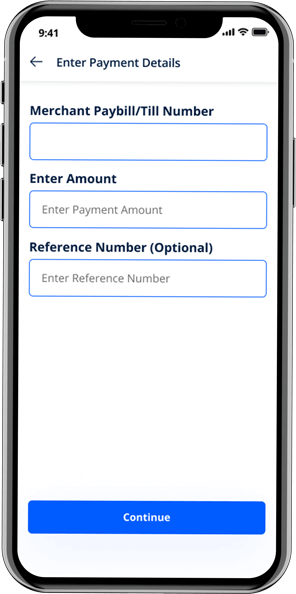 9:41
Enter Payment Details
Merchant Paybill/Till Number
Enter Amount
Enter Payment Amount
Reference Number (Optional)
Enter Reference Number
Continue